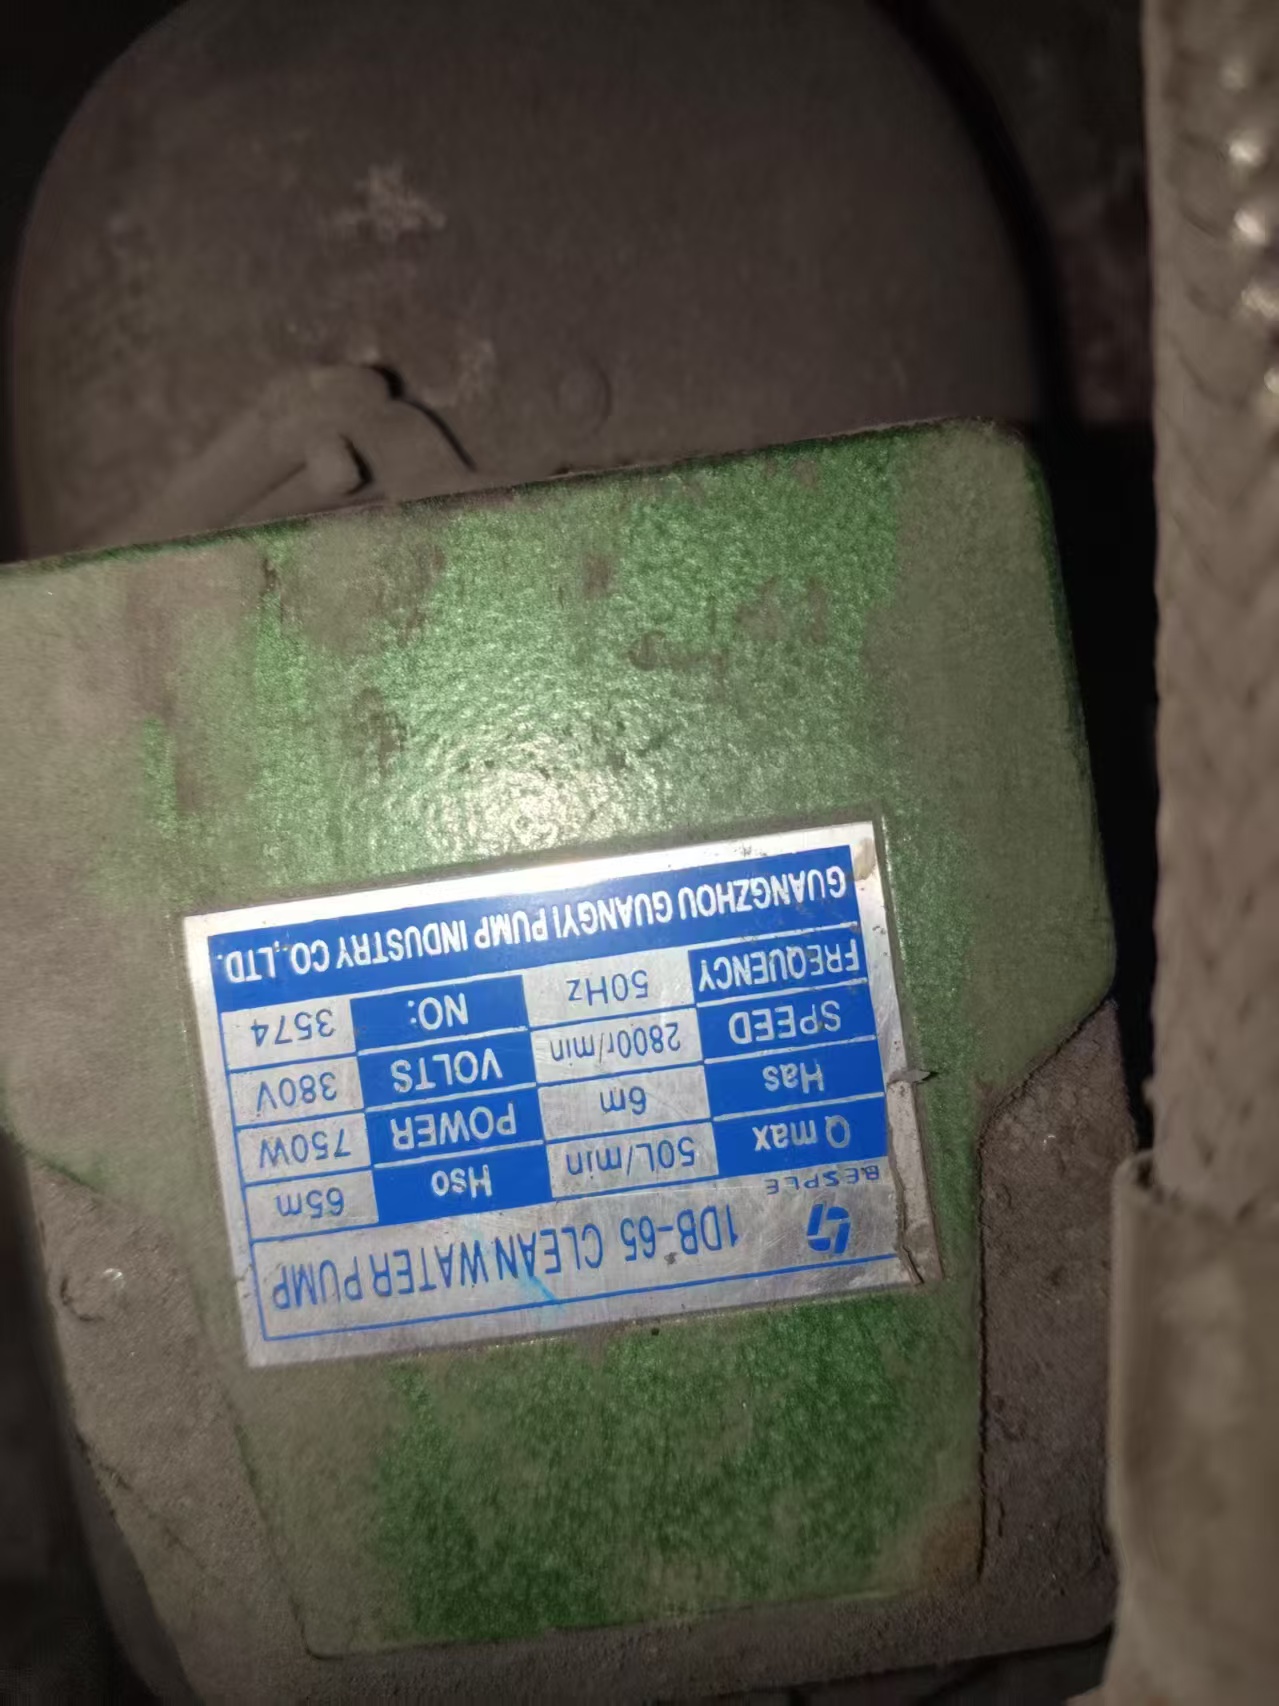 1DB-65 CLEAN WATER PUMP
BESPLE
Q max 50L/min Hso 65m
Has 6m POWER 750W
SPEED 2800r/min VOLTS 380V
FREQUENCY 50Hz NO: 3574
GUANGZHOU GUANGYI PUMP INDUSTRY CO.,LTD.